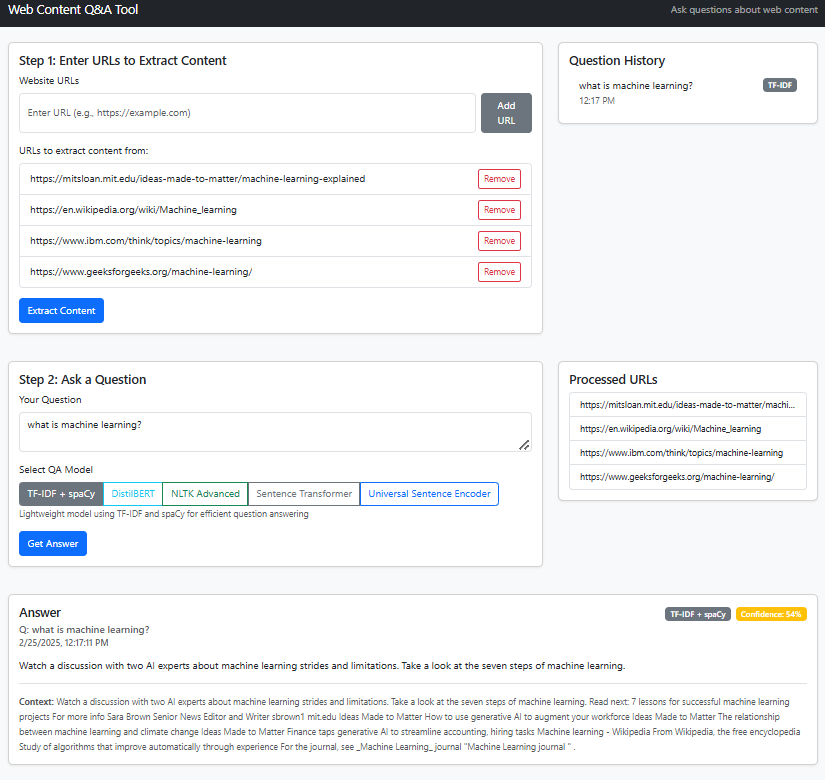 Web Content Q&A Tool
Ask questions about web content
Step 1: Enter URLs to Extract Content
Website URLs
Enter URL (e.g., https://example.com)
Add
URL
URLs to extract content from:
https://mitsloan.mit.edu/ideas-made-to-matter/machine-learning-explained
Remove
https://en.wikipedia.org/wiki/Machine_learning
Remove
https://www.ibm.com/think/topics/machine-learning
Remove
https://www.geeksforgeeks.org/machine-learning/
Remove
Extract Content
Question History
what is machine learning?
TF-IDF
12:17 PM
Step 2: Ask a Question
Your Question
what is machine learning?
Select QA Model
TF-IDF + spaCy
DistilBERT
NLTK Advanced
Sentence Transformer
Universal Sentence Encoder
Lightweight model using TF-IDF and spaCy for efficient question answering
Get Answer
Processed URLs
https://mitsloan.mit.edu/ideas-made-to-matter/machi...
https://en.wikipedia.org/wiki/Machine_learning
https://www.ibm.com/think/topics/machine-learning
https://www.geeksforgeeks.org/machine-learning/
Answer
TF-IDF + spaCy
Confidence: 54%
Q: what is machine learning?
2/25/2025, 12:17:11 PM
Watch a discussion with two AI experts about machine learning strides and limitations. Take a look at the seven steps of machine learning.
Context: Watch a discussion with two AI experts about machine learning strides and limitations. Take a look at the seven steps of machine learning. Read next: 7 lessons for successful machine learning
projects For more info Sara Brown Senior News Editor and Writer sbrown1 mit.edu Ideas Made to Matter How to use generative AI to augment your workforce Ideas Made to Matter The relationship
between machine learning and climate change Ideas Made to Matter Finance taps generative AI to streamline accounting, hiring tasks Machine learning - Wikipedia From Wikipedia, the free encyclopedia
Study of algorithms that improve automatically through experience For the journal, see _Machine Learning_ journal "Machine Learning journal " .